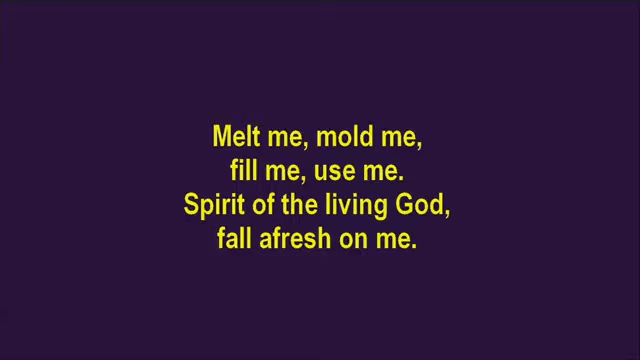 Melt me, mold me,
fill me, use me.
Spirit of the living God,
fall afresh on me.